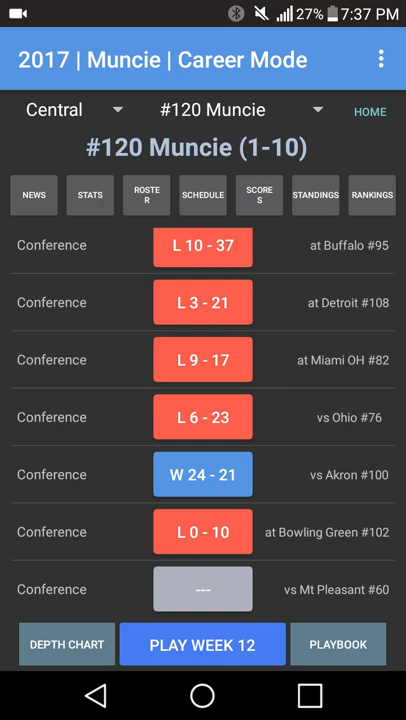 27% 7:37 PM
2017 | Muncie | Career Mode
Central #120 Muncie HOME
#120 Muncie (1-10)
NEWS STATS ROSTE SCHEDULE SCORE STANDINGS RANKINGS
R S
Conference L 10 - 37 at Buffalo #95
Conference L 3 - 21 at Detroit #108
Conference L 9 - 17 at Miami OH #82
Conference L 6 - 23 vs Ohio #76
Conference W 24 - 21 vs Akron #100
Conference L 0 - 10 at Bowling Green #102
Conference --- vs Mt Pleasant #60
DEPTH CHART PLAY WEEK 12 PLAYBOOK